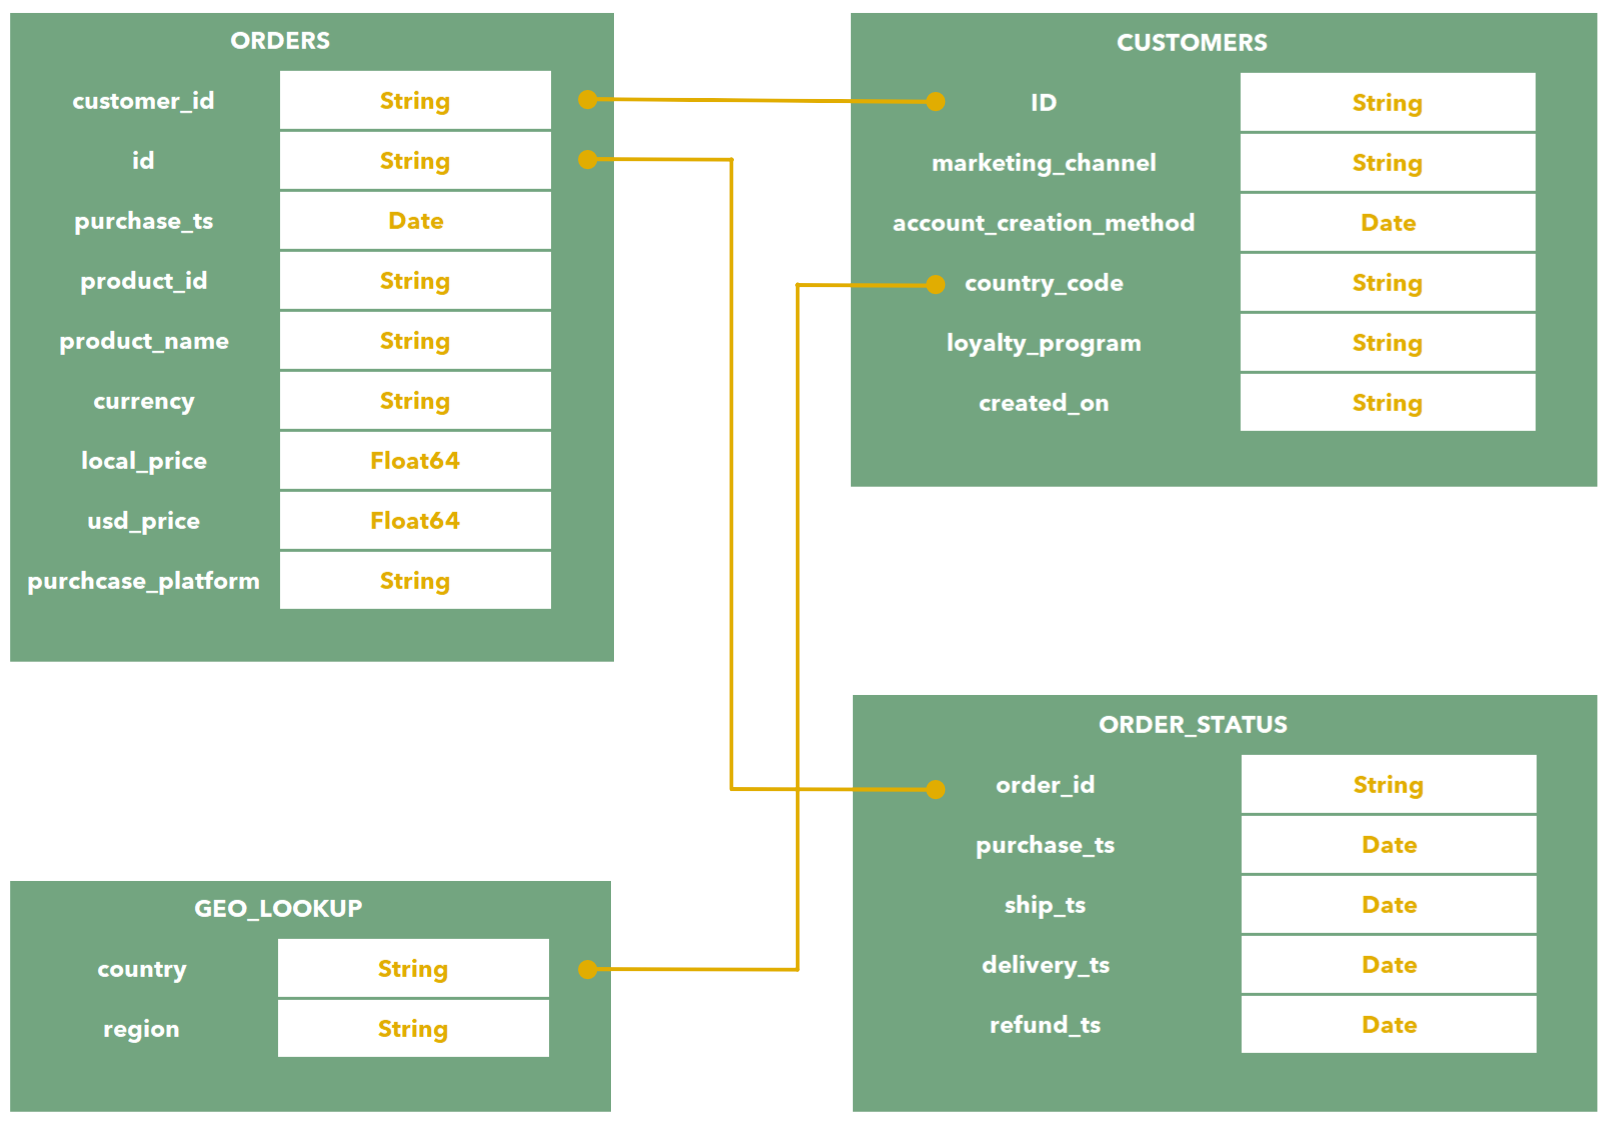 ORDERS
customer_id String
id String
purchase_ts Date
product_id String
product_name String
currency String
local_price Float64
usd_price Float64
purchcase_platform String
CUSTOMERS
ID String
marketing_channel String
account_creation_method Date
country_code String
loyalty_program String
created_on String
GEO_LOOKUP
country String
region String
ORDER_STATUS
order_id String
purchase_ts Date
ship_ts Date
delivery_ts Date
refund_ts Date